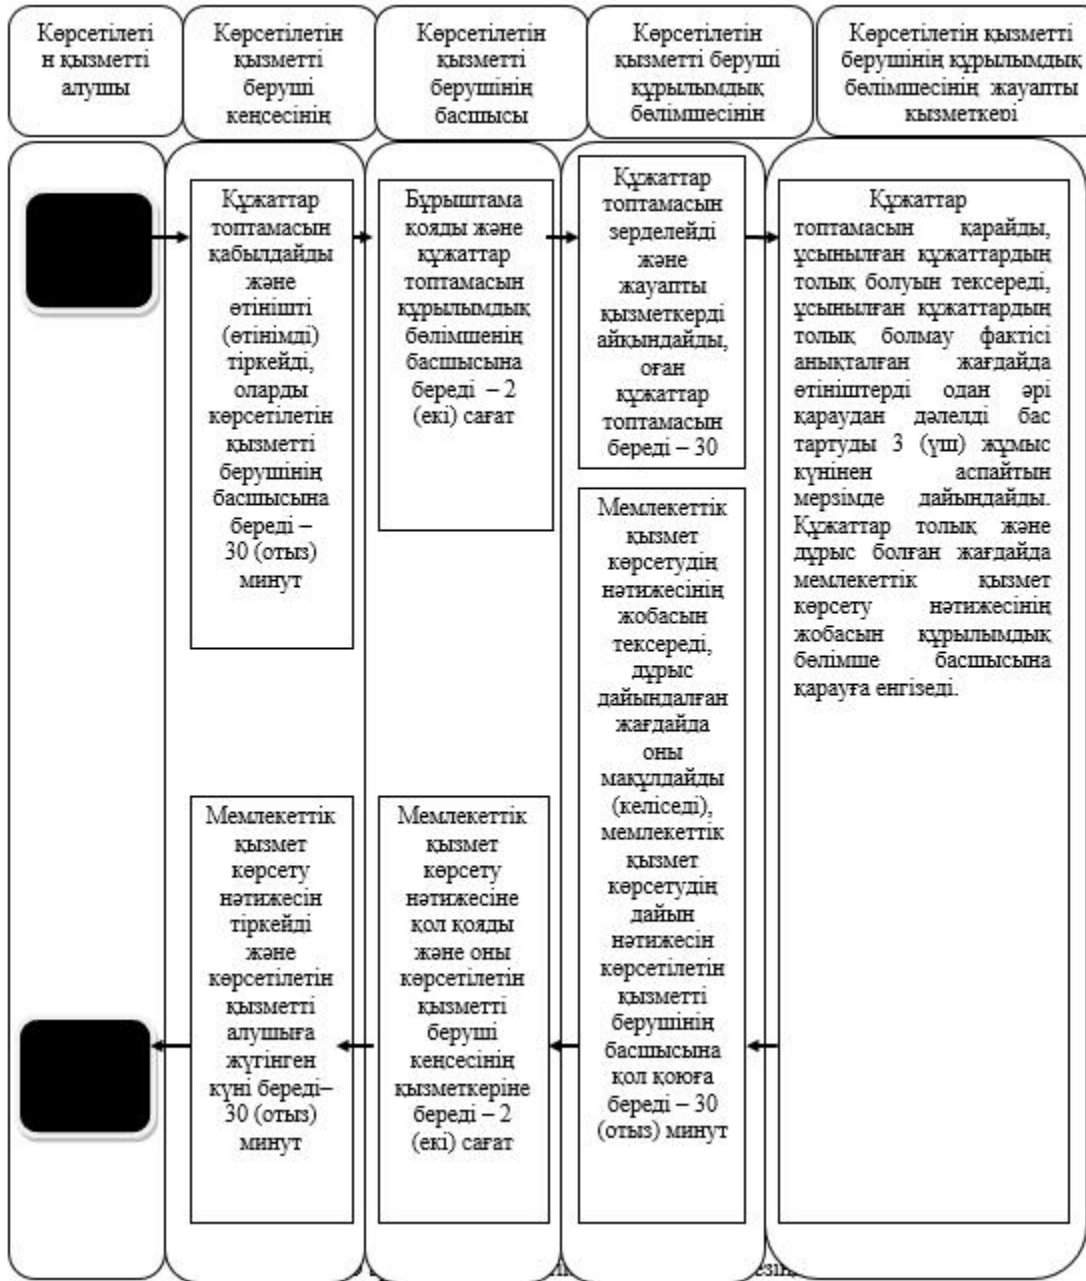 Көрсетілеті
н қызметті
алушы
Көрсетілетін
қызметті
беруші
кеңсесінің
Көрсетілетін
қызметті
берушінің
басшысы
Көрсетілетін
қызметті беруші
құрылымдық
бөлімшесінің
Көрсетілетін қызметті
берушінің құрылымдық
бөлімшесінің жауапты
қызметкері
Құжаттар
топтамасын
қабылдайды
және
өтінішті
(өтінімді)
тіркейді,
оларды
көрсетілетін
қызметті
берушінің
басшысына
береді –
30 (отыз)
минут
Бұрыштама
қояды және
құжаттар
топтамасын
құрылымдық
бөлімшенің
басшысына
береді – 2
(екі) сағат
Құжаттар
топтамасын
зерделейді
және
жауапты
қызметкерді
айқындайды,
оған
құжаттар
топтамасын
береді – 30
Құжаттар
топтамасын қарайды,
ұсынылған құжаттардың
толық болуын тексереді,
ұсынылған құжаттардың
толық болмау фактісі
анықталған жағдайда
өтініштерді одан әрі
қараудан дәлелді бас
тартуды 3 (үш) жұмыс
күнінен аспайтын
мерзімде дайындайды.
Құжаттар толық және
дұрыс болған жағдайда
мемлекеттік қызмет
көрсету нәтижесінің
жобасын құрылымдық
бөлімше басшысына
қарауға енгізеді.
Мемлекеттік
қызмет
көрсетудің
нәтижесінің
жобасын
тексереді,
дұрыс
дайындалған
жағдайда
оны
мақұлдайды
(келіседі),
мемлекеттік
қызмет
көрсетудің
дайын
нәтижесін
көрсетілетін
қызметті
берушінің
басшысына
қол қоюға
береді – 30
(отыз) минут
Мемлекеттік
қызмет
көрсету
нәтижесіне
қол қояды
және оны
көрсетілетін
қызметті
беруші
кеңсесінің
қызметкеріне
береді – 2
(екі) сағат
Мемлекеттік
қызмет
көрсету
нәтижесін
тіркейді
және
көрсетілетін
қызметті
алушыға
жүгінген
күні береді–
30 (отыз)
минут